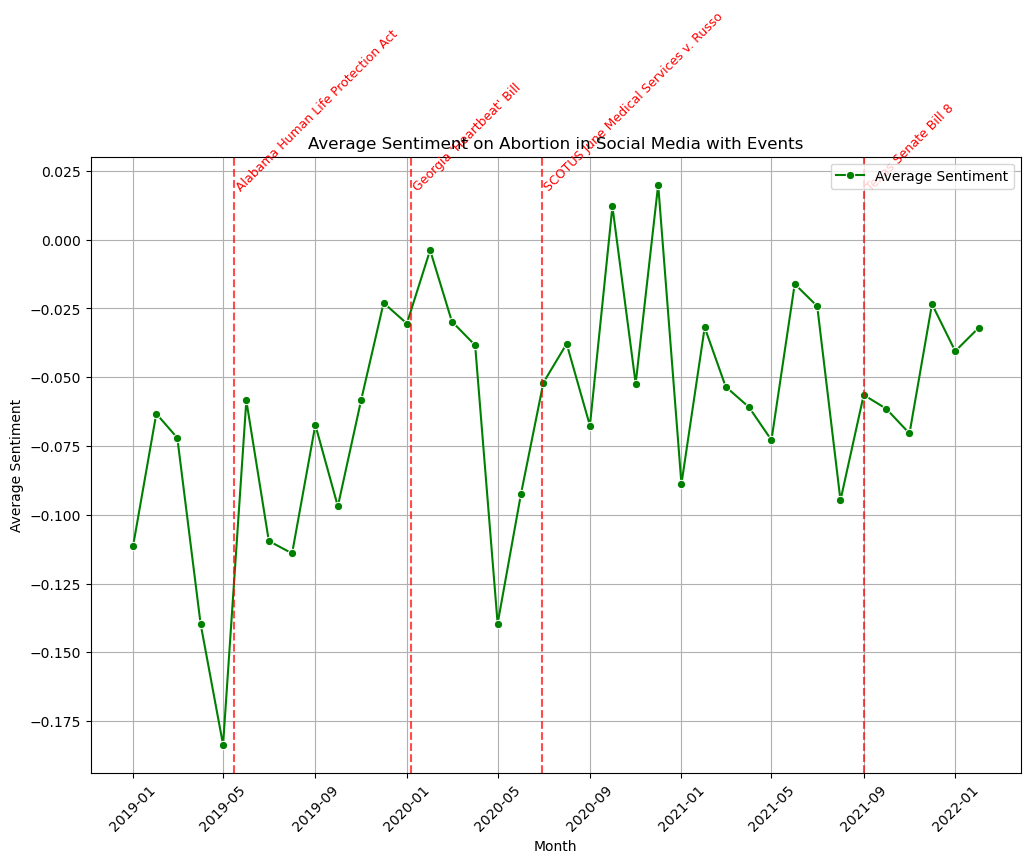 Alabama Human Life Protection Act
Georgia 'Heartbeat' Bill
SCOTUS June Medical Services v. Russo
Senate Bill 8
Average Sentiment on Abortion in Social Media with Events
Average Sentiment
0.025
0.000
−0.025
−0.050
−0.075
−0.100
−0.125
−0.150
−0.175
Average Sentiment
2019-01
2019-05
2019-09
2020-01
2020-05
2020-09
2021-01
2021-05
2021-09
2022-01
Month